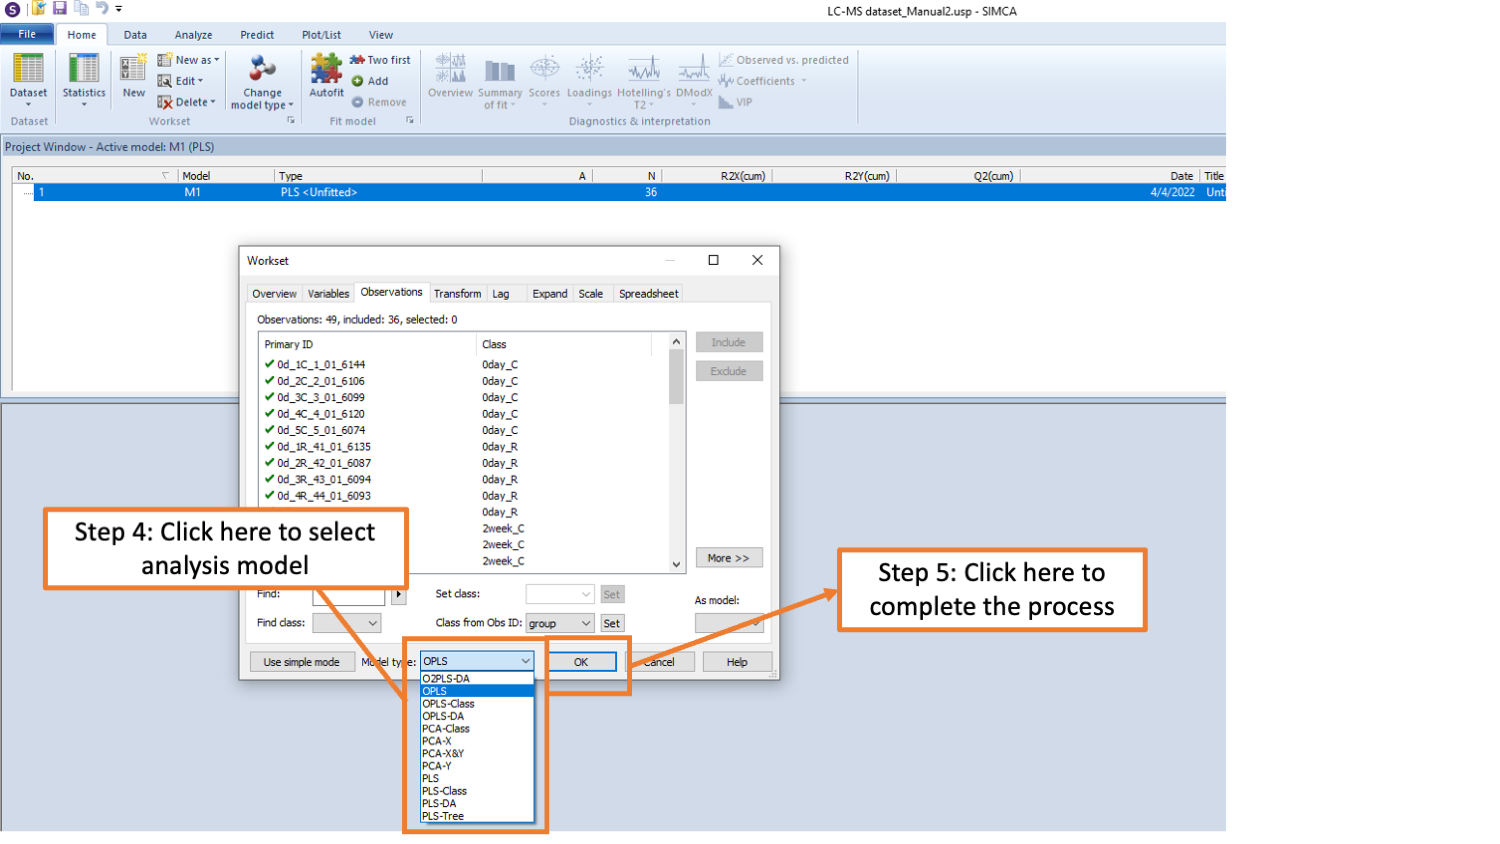 LC-MS dataset_Manual2.usp - SIMCA
File Home Data Analyze Predict Plot/List View
Dataset
Statistics
New
New as
Edit
Delete
Change
model type
Autofit
Two first
Add
Remove
Overview
Summary
of fit
Scores
Loadings
Hotelling's
T2
DModX
Observed vs. predicted
Coefficients
VIP
Dataset Workset Fit model Diagnostics & interpretation
Project Window - Active model: M1 (PLS)
No. Model Type A N R2X(cum) R2Y(cum) Q2(cum) Date Title
1 M1 PLS <Unfitted> 36 4/4/2022 Unti
Workset
Overview Variables Observations Transform Lag Expand Scale Spreadsheet
Observations: 49, included: 36, selected: 0
Primary ID Class
0d_1C_1_01_6144 0day_C
0d_2C_2_01_6106 0day_C
0d_3C_3_01_6099 0day_C
0d_4C_4_01_6120 0day_C
0d_5C_5_01_6074 0day_C
0d_1R_41_01_6135 0day_R
0d_2R_42_01_6087 0day_R
0d_3R_43_01_6094 0day_R
0d_4R_44_01_6093 0day_R
0day_R
2week_C
2week_C
2week_C
Include
Exclude
More >>
Step 4: Click here to select
analysis model
Step 5: Click here to
complete the process
Find: Set class: Set
As model:
Find class: Class from Obs ID: group Set
Use simple mode Model type: OPLS OK Cancel Help
O2PLS-DA
OPLS
OPLS-Class
OPLS-DA
PCA-Class
PCA-X
PCA-X&Y
PCA-Y
PLS
PLS-Class
PLS-DA
PLS-Tree